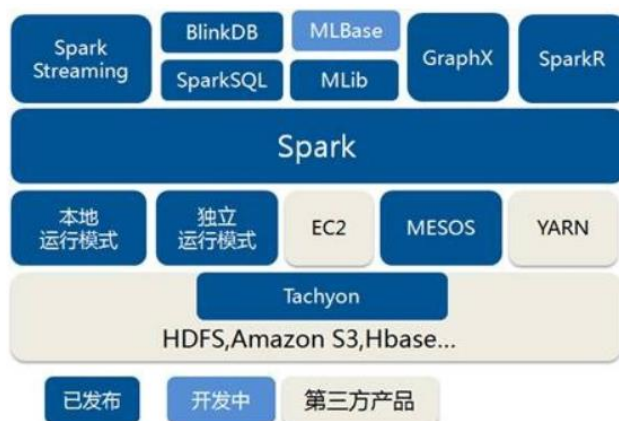 Spark
Streaming
BlinkDB
MLBase
SparkSQL
MLib
GraphX
SparkR
Spark
本地
运行模式
独立
运行模式
EC2
MESOS
YARN
Tachyon
HDFS,Amazon S3,Hbase...
已发布
开发中
第三方产品